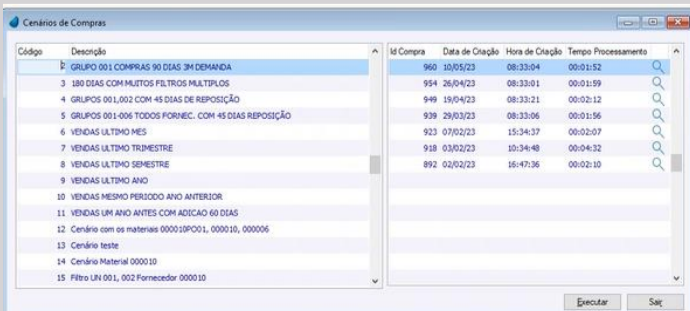 Cenários de Compras
Código Descrição
2 GRUPO 001 COMPRAS 90 DIAS 3M DEMANDA
3 180 DIAS COM MUITOS FILTROS MULTIPLOS
4 GRUPOS 001,002 COM 45 DIAS DE REPOSIÇÃO
5 GRUPOS 001-006 TODOS FORNEC. COM 45 DIAS REPOSIÇÃO
6 VENDAS ULTIMO MES
7 VENDAS ULTIMO TRIMESTRE
8 VENDAS ULTIMO SEMESTRE
9 VENDAS ULTIMO ANO
10 VENDAS MESMO PERIODO ANO ANTERIOR
11 VENDAS UM ANO ANTES COM ADICAO 60 DIAS
12 Cenário com os materiais 000010PO01, 000010, 000006
13 Cenário teste
14 Cenário Material 000010
15 Filtro UN 001, 002 Fornecedor 000010
Id Compra Data de Criação Hora de Criação Tempo Processamento
960 10/05/23 08:33:04 00:01:52
954 26/04/23 08:33:01 00:01:59
949 19/04/23 08:33:21 00:02:12
939 29/03/23 08:33:06 00:01:56
923 07/02/23 15:34:37 00:02:07
918 03/02/23 10:34:48 00:04:32
892 02/02/23 16:47:36 00:02:10
Executar Sair